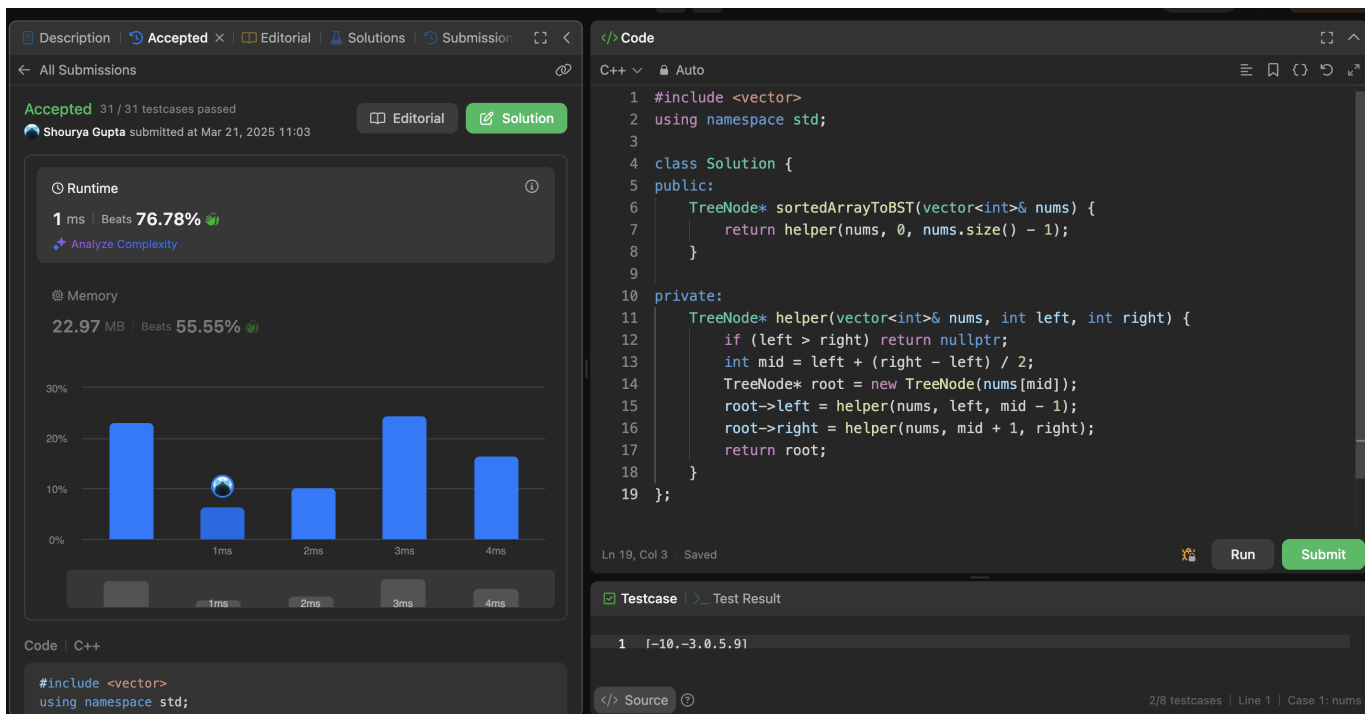 Description Accepted Editorial Solutions Submission
All Submissions
Accepted 31 / 31 testcases passed
Shourya Gupta submitted at Mar 21, 2025 11:03
Editorial
Solution
Runtime
1 ms Beats 76.78%
Analyze Complexity
Memory
22.97 MB Beats 55.55%
30%
20%
10%
0%
1ms 2ms 3ms 4ms
1ms 2ms 3ms 4ms
Code C++
#include <vector>
using namespace std;
</> Code
C++ Auto
1 #include <vector>
2 using namespace std;
3
4 class Solution {
5 public:
6     TreeNode* sortedArrayToBST(vector<int>& nums) {
7         return helper(nums, 0, nums.size() - 1);
8     }
9
10 private:
11     TreeNode* helper(vector<int>& nums, int left, int right) {
12         if (left > right) return nullptr;
13         int mid = left + (right - left) / 2;
14         TreeNode* root = new TreeNode(nums[mid]);
15         root->left = helper(nums, left, mid - 1);
16         root->right = helper(nums, mid + 1, right);
17         return root;
18     }
19 };
Ln 19, Col 3 Saved
Run
Submit
Testcase >_ Test Result
1 [-10,-3,0,5,9]
</> Source
2/8 testcases Line 1 Case 1: nums